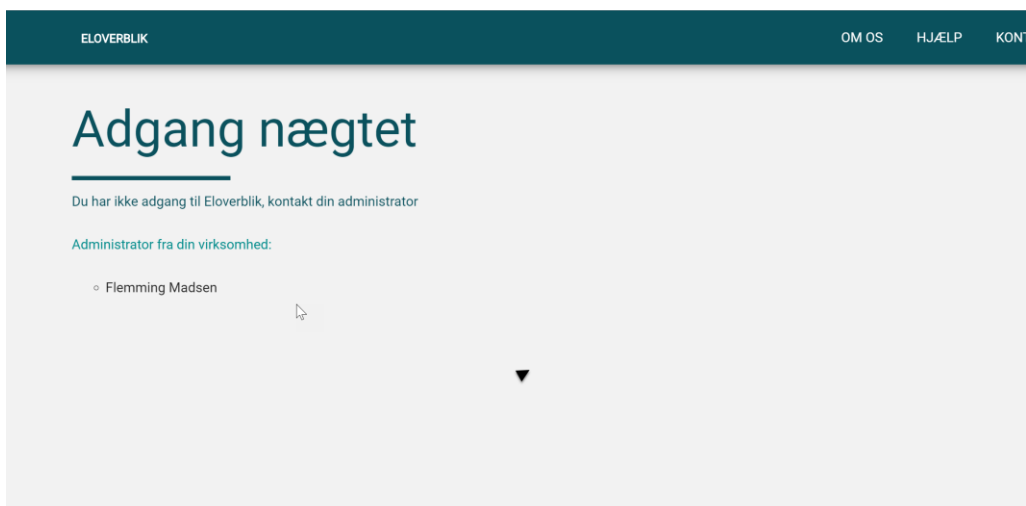 ELOVERBLIK OM OS HJÆLP KONT
Adgang nægtet
Du har ikke adgang til Eloverblik, kontakt din administrator
Administrator fra din virksomhed:
Flemming Madsen